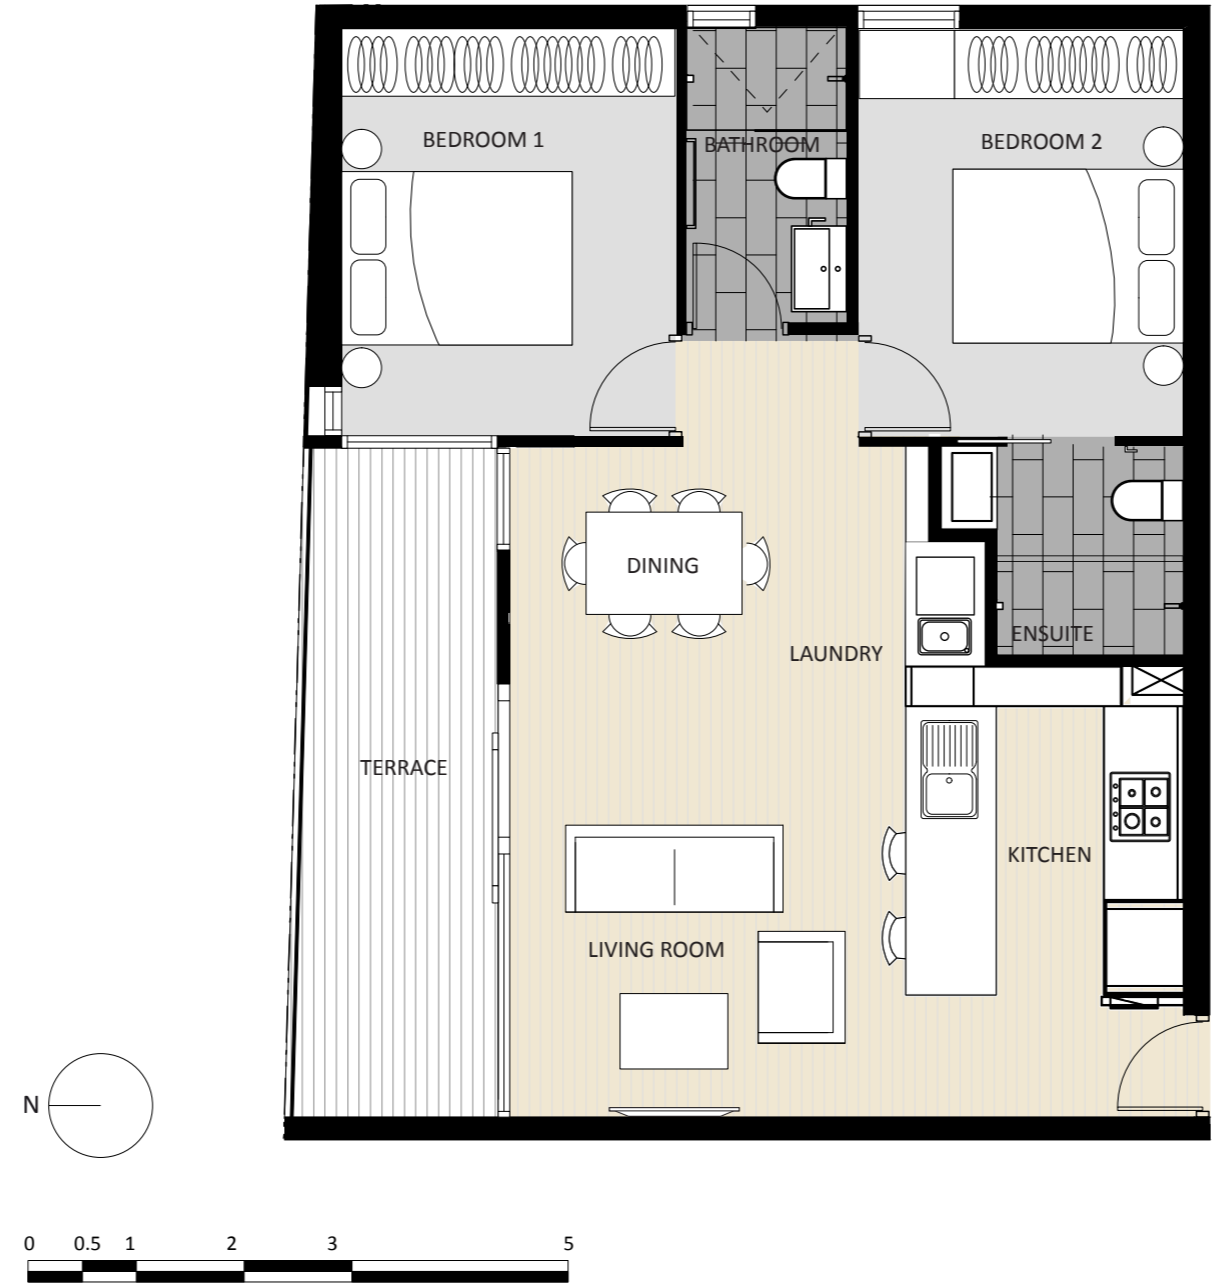 BEDROOM 1
BATHROOM
BEDROOM 2
DINING
ENSUITE
LAUNDRY
TERRACE
KITCHEN
LIVING ROOM
N
0 0.5 1 2 3 5